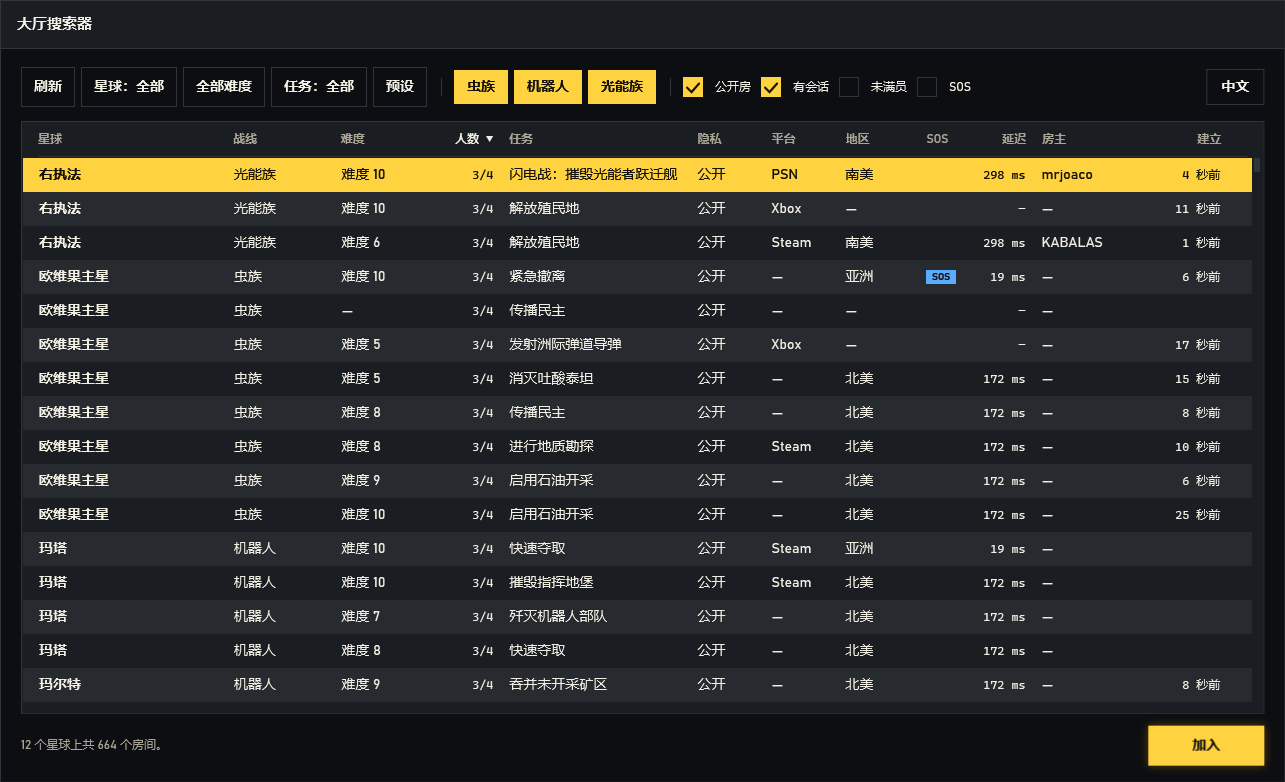 大厅搜索器
刷新 星球：全部 全部难度 任务：全部 预设 虫族 机器人 光能族 公开房 有会话 未满员 SOS 中文
星球 战线 难度 人数 ▼ 任务 隐私 平台 地区 SOS 延迟 房主 建立
右执法 光能族 难度 10 3/4 闪电战：摧毁光能者跃迁舰 公开 PSN 南美 298 ms mrjoaco 4 秒前
右执法 光能族 难度 10 3/4 解放殖民地 公开 Xbox — – — 11 秒前
右执法 光能族 难度 6 3/4 解放殖民地 公开 Steam 南美 298 ms KABALAS 1 秒前
欧维果主星 虫族 难度 10 3/4 紧急撤离 公开 — 亚洲 SOS 19 ms — 6 秒前
欧维果主星 虫族 — 3/4 传播民主 公开 — — – —
欧维果主星 虫族 难度 5 3/4 发射洲际弹道导弹 公开 Xbox — – — 17 秒前
欧维果主星 虫族 难度 5 3/4 消灭吐酸泰坦 公开 — 北美 172 ms — 15 秒前
欧维果主星 虫族 难度 8 3/4 传播民主 公开 — 北美 172 ms — 8 秒前
欧维果主星 虫族 难度 8 3/4 进行地质勘探 公开 Steam 北美 172 ms — 10 秒前
欧维果主星 虫族 难度 9 3/4 启用石油开采 公开 — 北美 172 ms — 6 秒前
欧维果主星 虫族 难度 10 3/4 启用石油开采 公开 — 北美 172 ms — 25 秒前
玛塔 机器人 难度 10 3/4 快速夺取 公开 Steam 亚洲 19 ms —
玛塔 机器人 难度 10 3/4 摧毁指挥地堡 公开 Steam 北美 172 ms —
玛塔 机器人 难度 7 3/4 歼灭机器人部队 公开 — 北美 172 ms —
玛塔 机器人 难度 8 3/4 快速夺取 公开 — 北美 172 ms —
玛尔特 机器人 难度 9 3/4 吞并未开采矿区 公开 — 北美 172 ms — 8 秒前
12 个星球上共 664 个房间。 加入